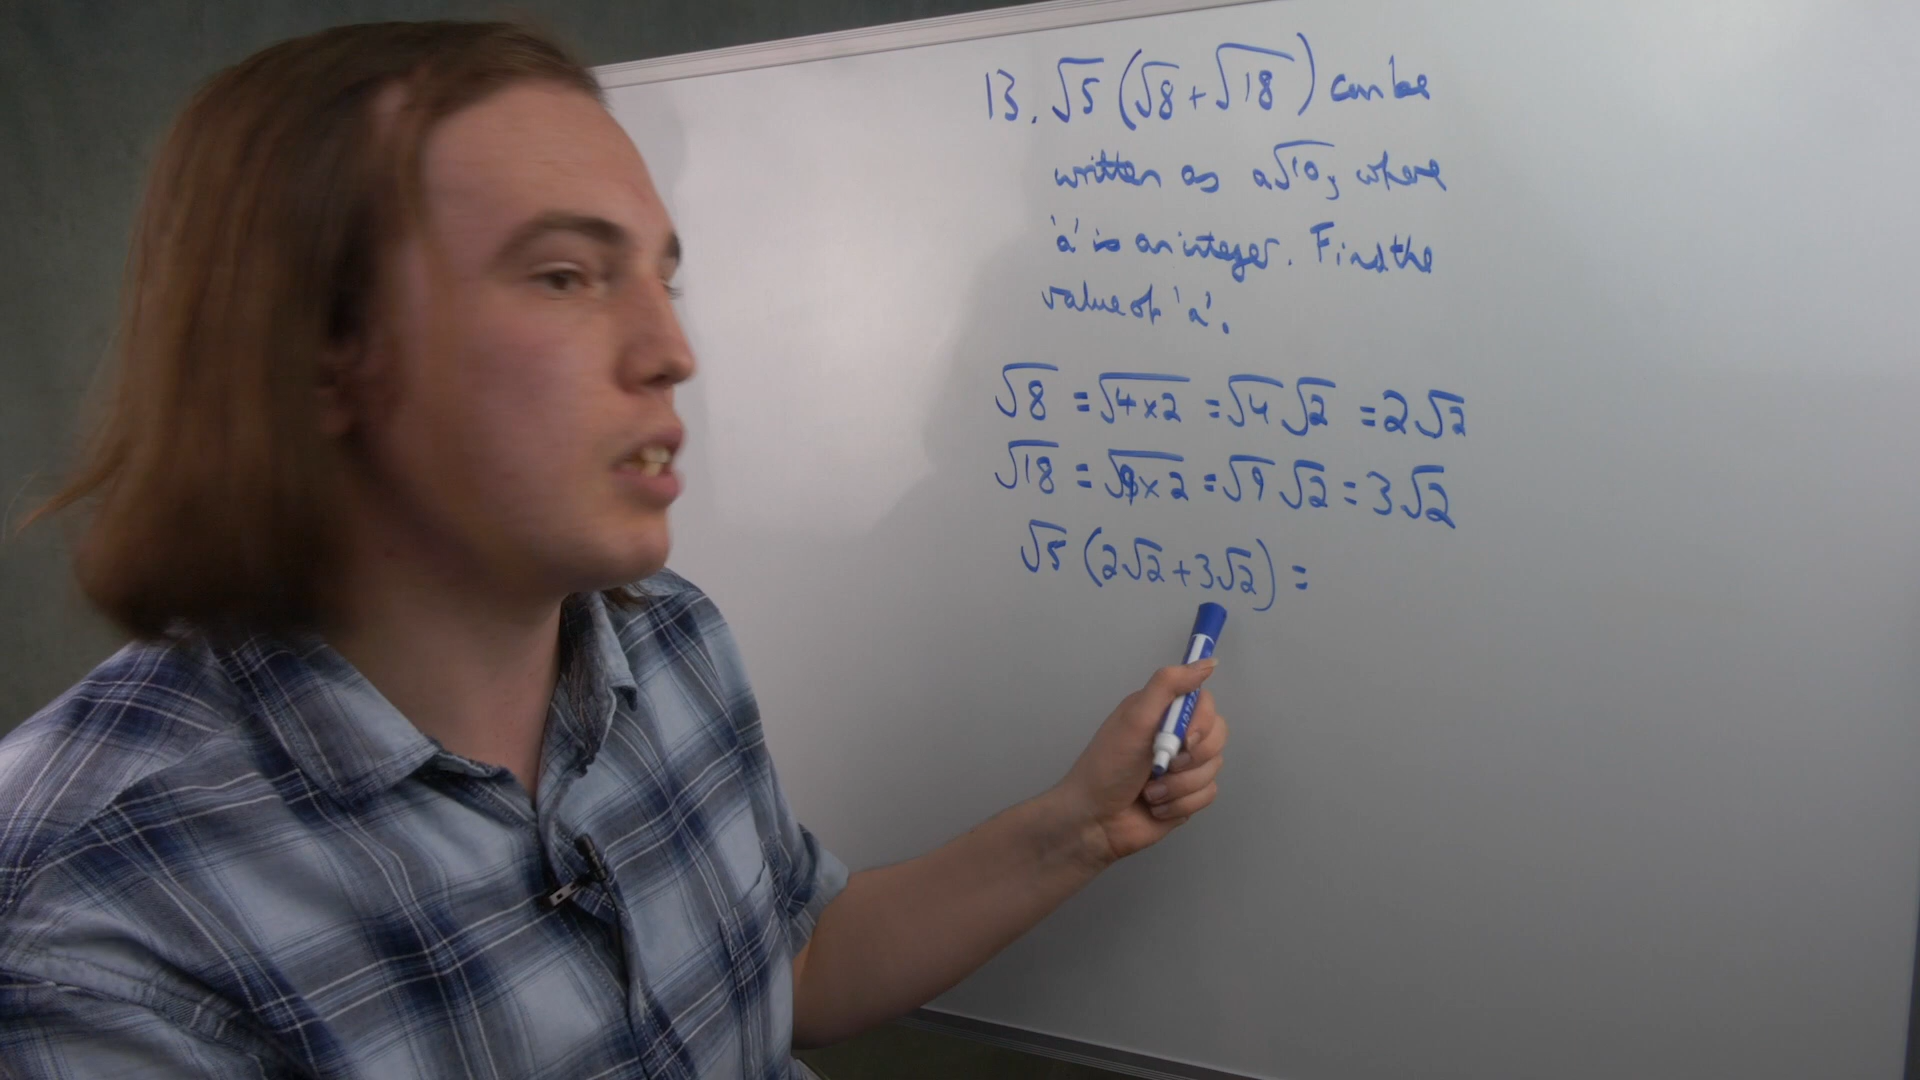 13. √5 (√8 + √18) can be
written as a√10, where
'a' is an integer. Find the
value of 'a'.
√8 = √4×2 = √4 √2 = 2√2
√18 = √9×2 = √9 √2 = 3√2
√5 (2√2 + 3√2) =